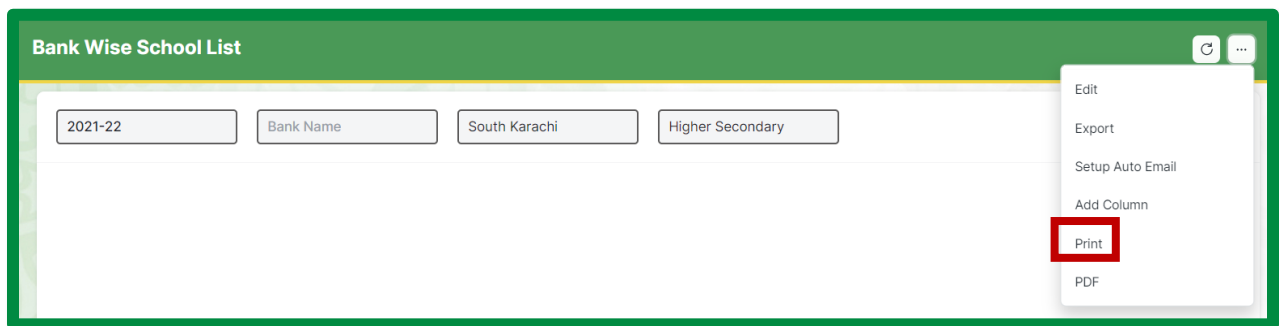 Bank Wise School List
...
2021-22
Bank Name
South Karachi
Higher Secondary
Edit
Export
Setup Auto Email
Add Column
Print
PDF